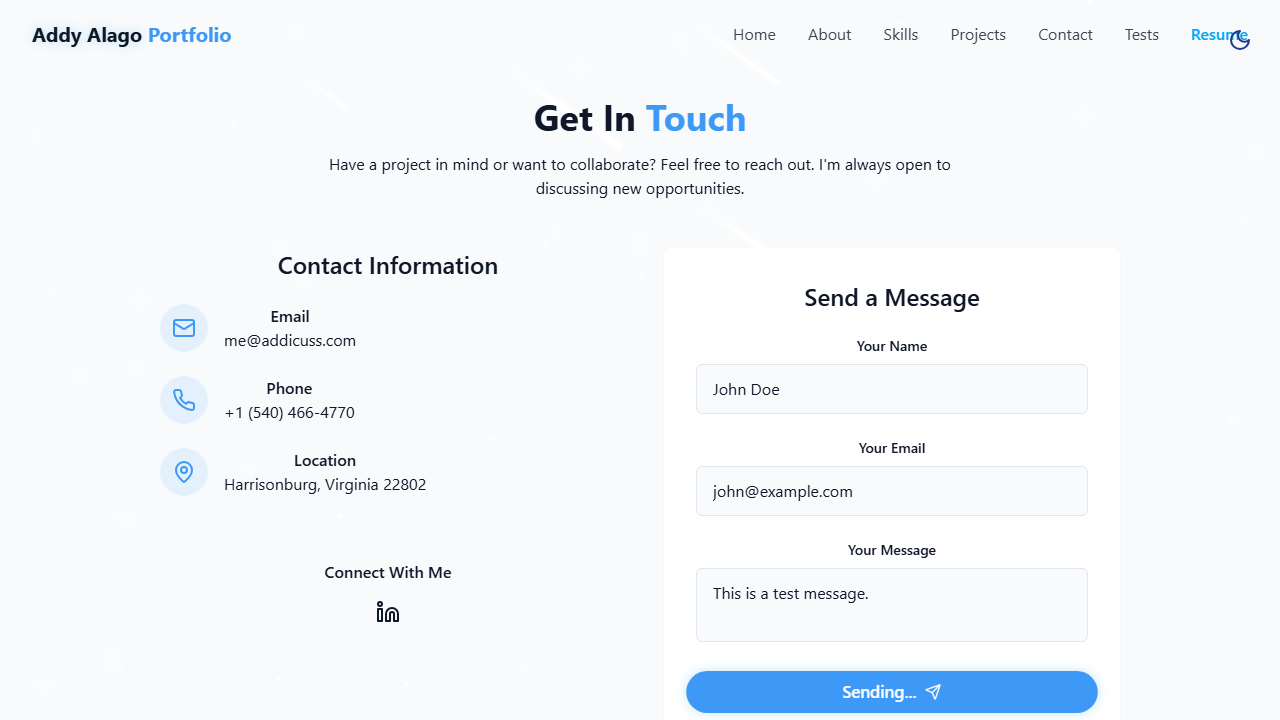 Addy Alago Portfolio
Home
About
Skills
Projects
Contact
Tests
Resume
Get In Touch
Have a project in mind or want to collaborate? Feel free to reach out. I'm always open to
discussing new opportunities.
Contact Information
Email
me@addicuss.com
Phone
+1 (540) 466-4770
Location
Harrisonburg, Virginia 22802
Connect With Me
Send a Message
Your Name
John Doe
Your Email
john@example.com
Your Message
This is a test message.
Sending...